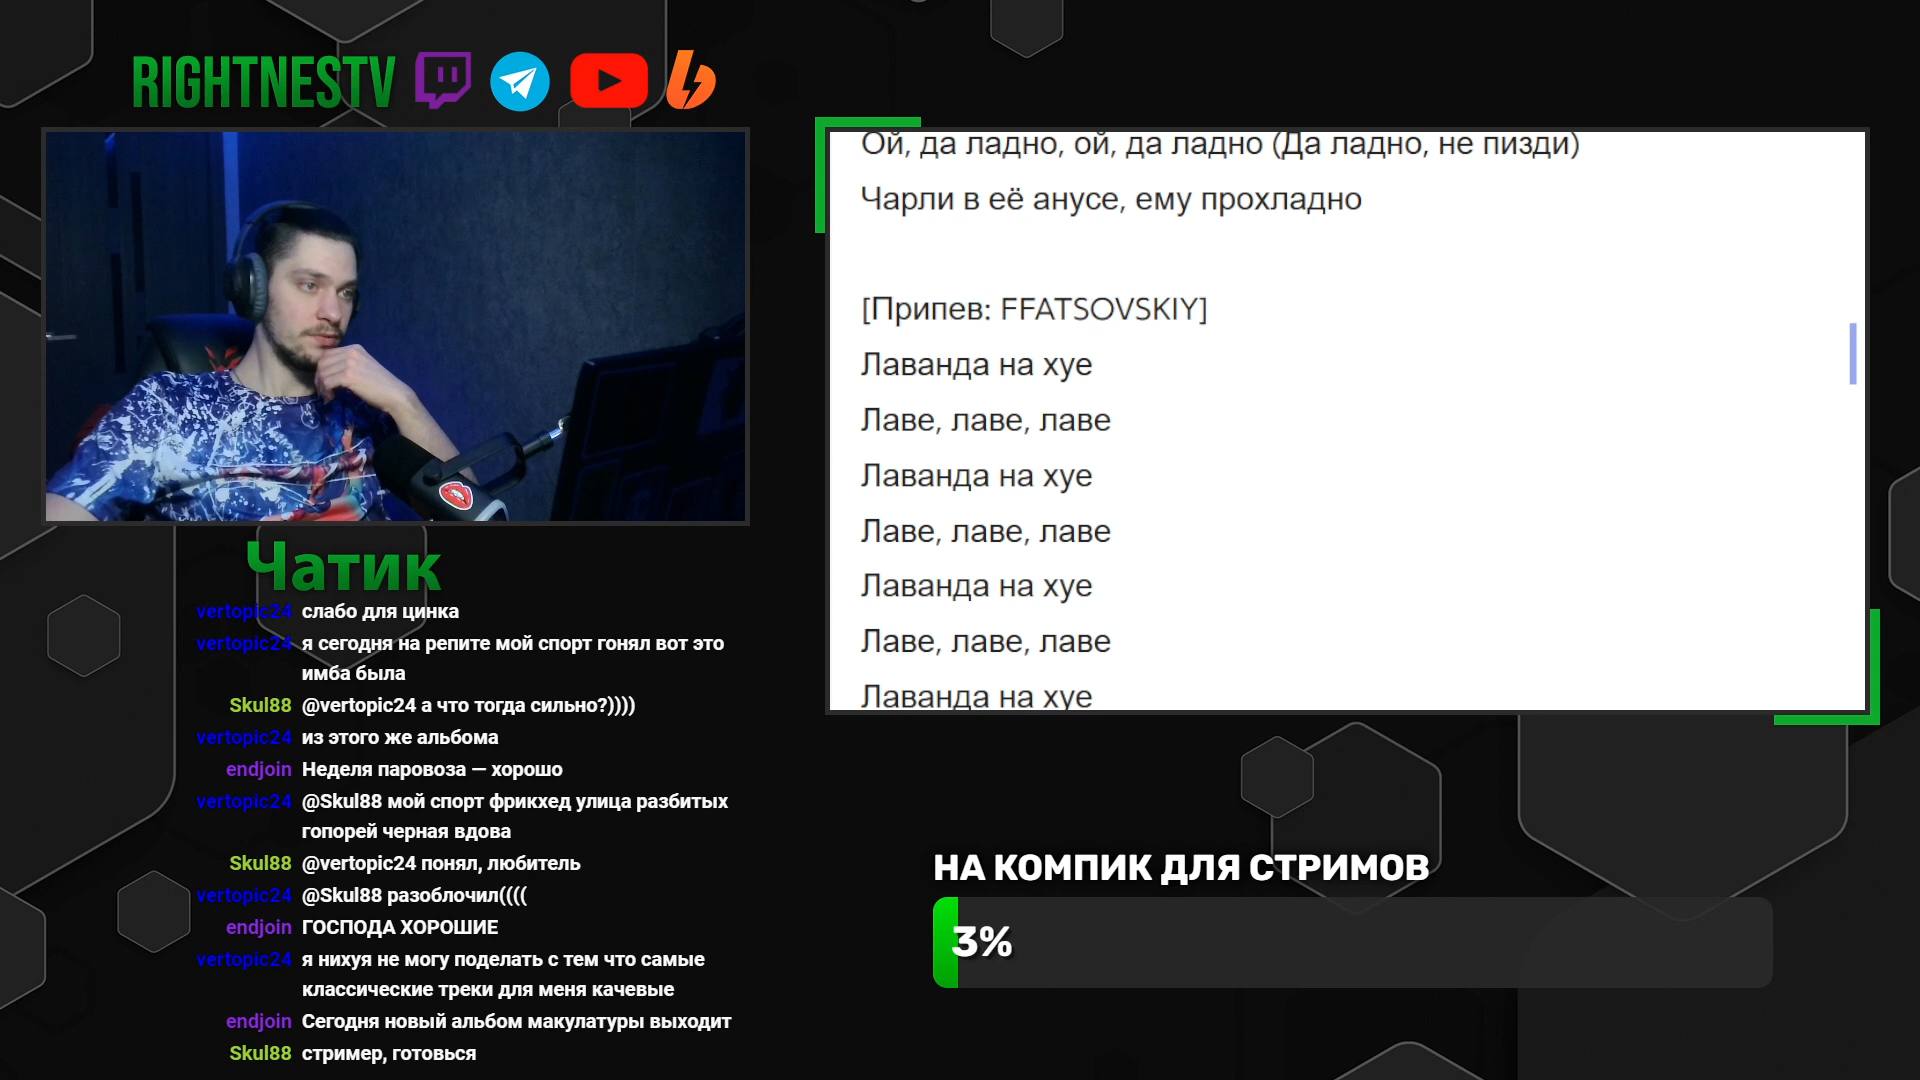 RIGHTNESTV
Ой, да ладно, ой, да ладно (Да ладно, не пизди)
Чарли в её анусе, ему прохладно
[Припев: FFATSOVSKIY]
Лаванда на хуе
Лаве, лаве, лаве
Лаванда на хуе
Лаве, лаве, лаве
Лаванда на хуе
Лаве, лаве, лаве
Лаванда на хуе
Чатик
vertopic24 слабо для цинка
vertopic24 я сегодня на репите мой спорт гонял вот это
имба была
Skul88 @vertopic24 а что тогда сильно?))))
vertopic24 из этого же альбома
endjoin Неделя паровоза — хорошо
vertopic24 @Skul88 мой спорт фрикхед улица разбитых
гопорей черная вдова
Skul88 @vertopic24 понял, любитель
vertopic24 @Skul88 разоблочил((((
endjoin ГОСПОДА ХОРОШИЕ
vertopic24 я нихуя не могу поделать с тем что самые
классические треки для меня качевые
endjoin Сегодня новый альбом макулатуры выходит
Skul88 стример, готовься
НА КОМПИК ДЛЯ СТРИМОВ
3%